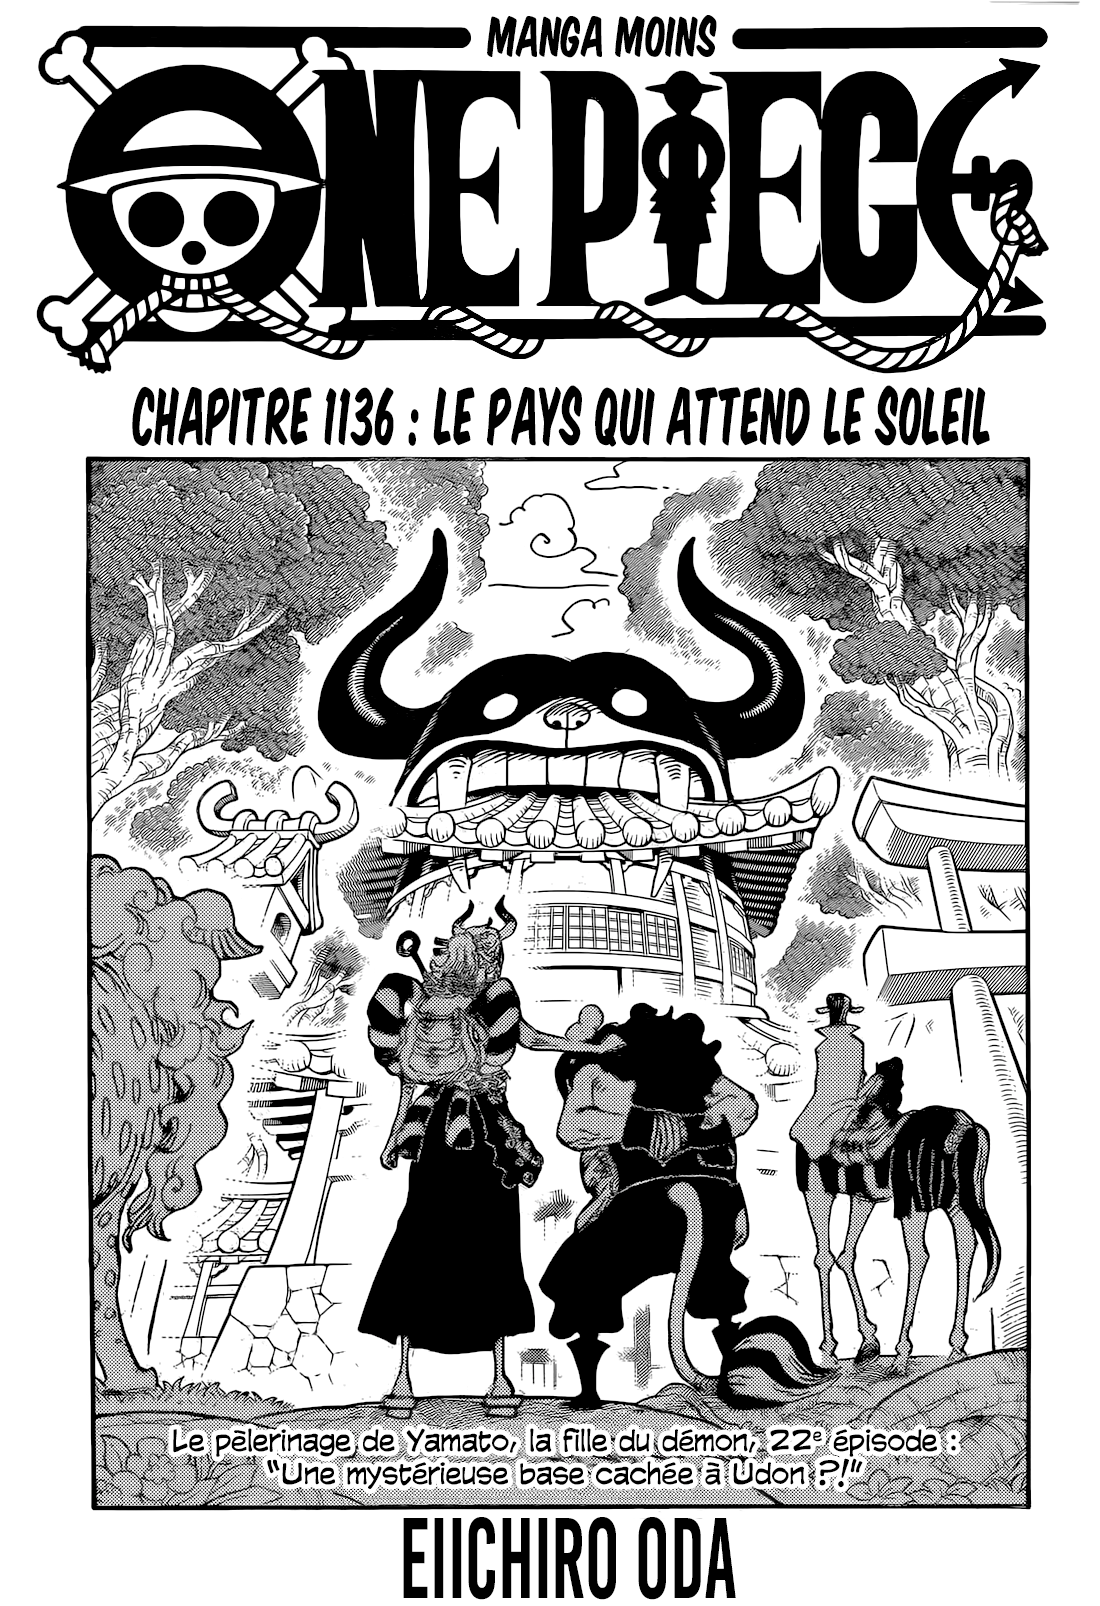 MANGA MOINS
ONE PIECE
CHAPITRE 1136 : LE PAYS QUI ATTEND LE SOLEIL
Le pèlerinage de Yamato, la fille du démon, 22e épisode :
"Une mystérieuse base cachée à Udon ?!"
EIICHIRO ODA